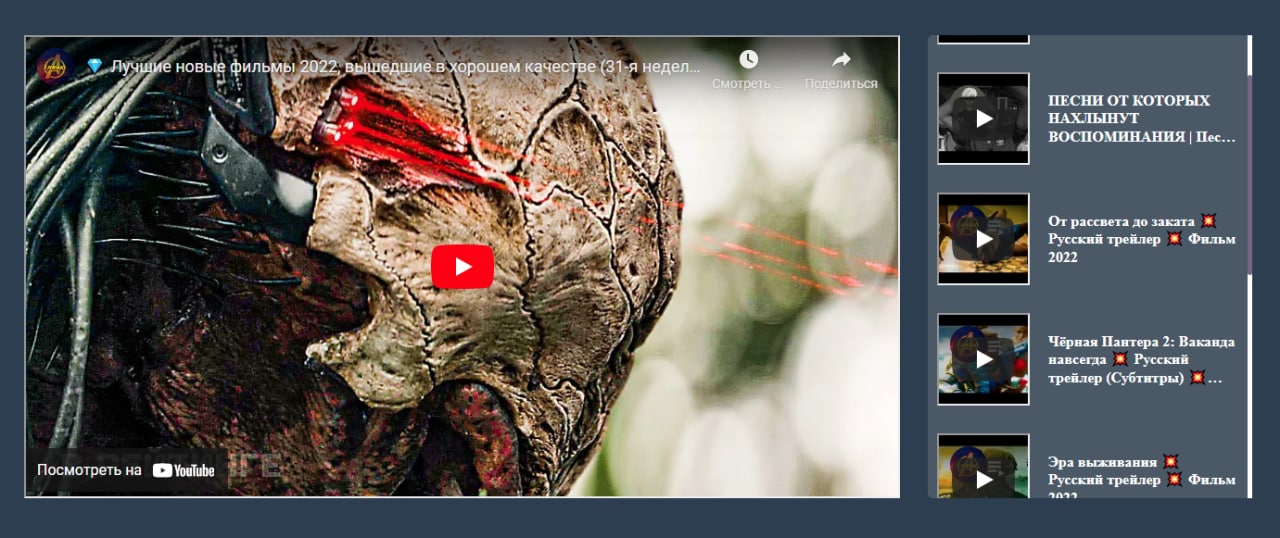 Лучшие новые фильмы 2022, вышедшие в хорошем качестве (31-я недел...
Смотреть ...
Поделиться
Посмотреть на YouTube
ПЕСНИ ОТ КОТОРЫХ
НАХЛЫНУТ
ВОСПОМИНАНИЯ | Пес...
От рассвета до заката 💥
Русский трейлер 💥 Фильм
2022
Чёрная Пантера 2: Ваканда
навсегда 💥 Русский
трейлер (Субтитры) 💥...
Эра выживания 💥
Русский трейлер 💥 Фильм
2022